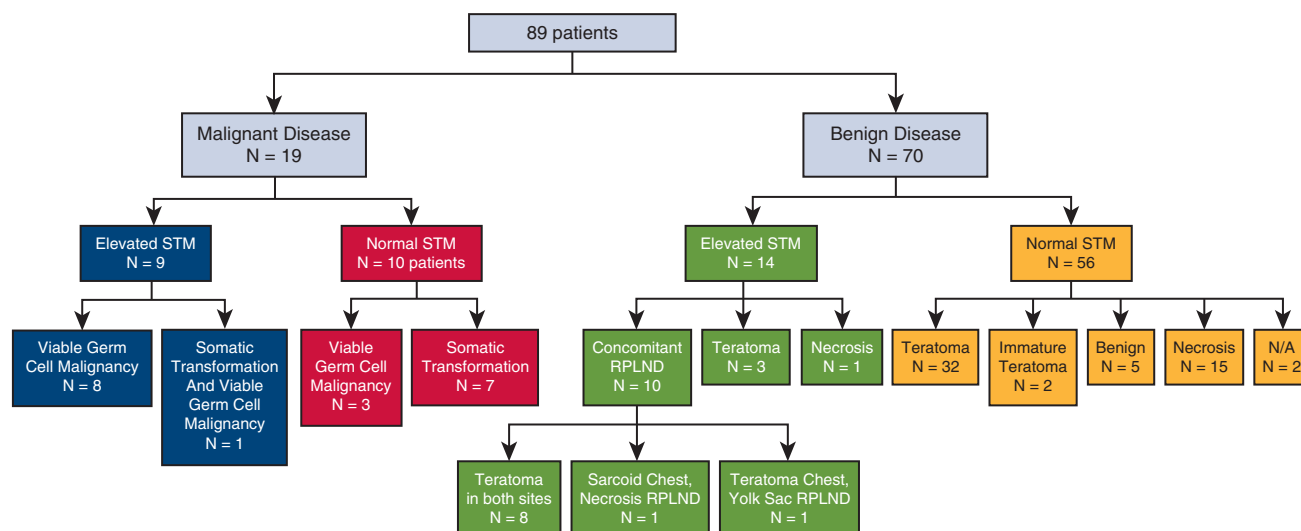 89 patients
Malignant Disease
N = 19
Benign Disease
N = 70
Elevated STM
N = 9
Normal STM
N = 10 patients
Elevated STM
N = 14
Normal STM
N = 56
Viable Germ
Cell Malignancy
N = 8
Somatic
Transformation
And Viable
Germ Cell
Malignancy
N = 1
Viable
Germ Cell
Malignancy
N = 3
Somatic
Transformation
N = 7
Concomitant
RPLND
N = 10
Teratoma
N = 3
Necrosis
N = 1
Teratoma
N = 32
Immature
Teratoma
N = 2
Benign
N = 5
Necrosis
N = 15
N/A
N = 2
Teratoma
in both sites
N = 8
Sarcoid Chest,
Necrosis RPLND
N = 1
Teratoma Chest,
Yolk Sac RPLND
N = 1